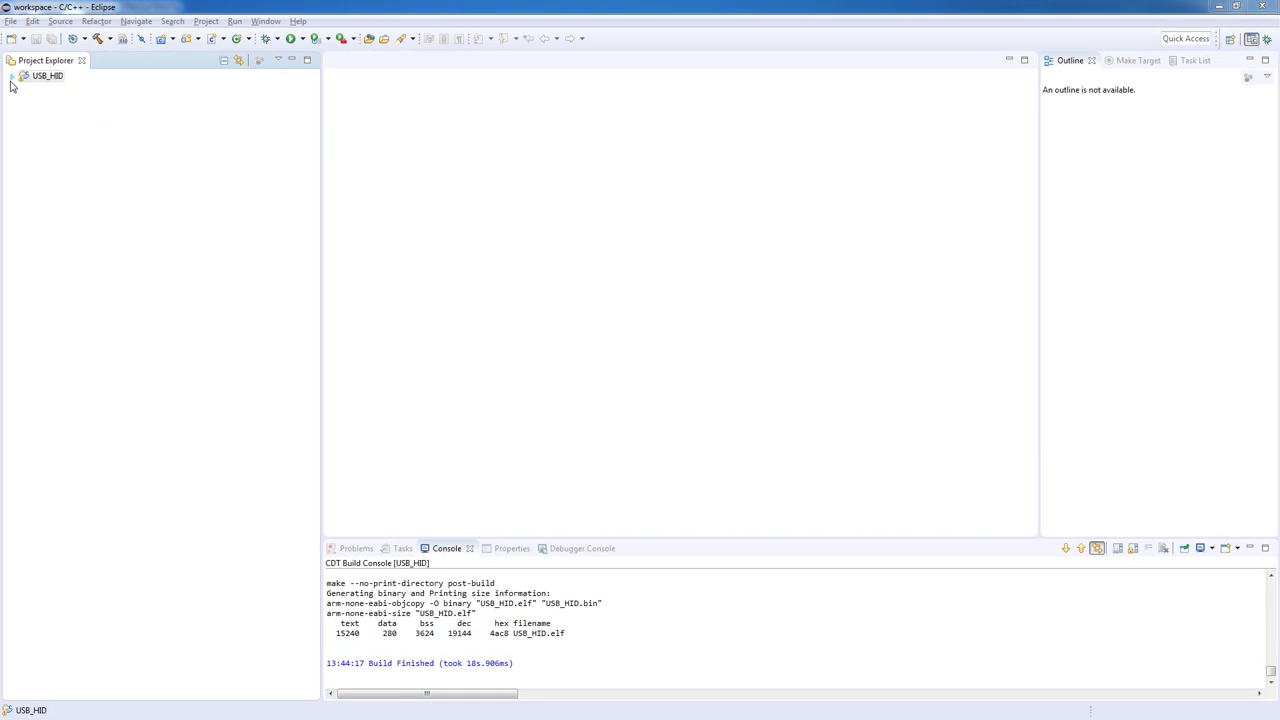 workspace - C/C++ - Eclipse
File Edit Source Refactor Navigate Search Project Run Window Help
Quick Access
Project Explorer
Outline Make Target Task List
USB_HID
An outline is not available.
Problems Tasks Console Properties Debugger Console
CDT Build Console [USB_HID]
make --no-print-directory post-build
Generating binary and Printing size information:
arm-none-eabi-objcopy -O binary "USB_HID.elf" "USB_HID.bin"
arm-none-eabi-size "USB_HID.elf"
text data bss dec hex filename
15240 280 3624 19144 4ac8 USB_HID.elf
13:44:17 Build Finished (took 18s.906ms)
USB_HID